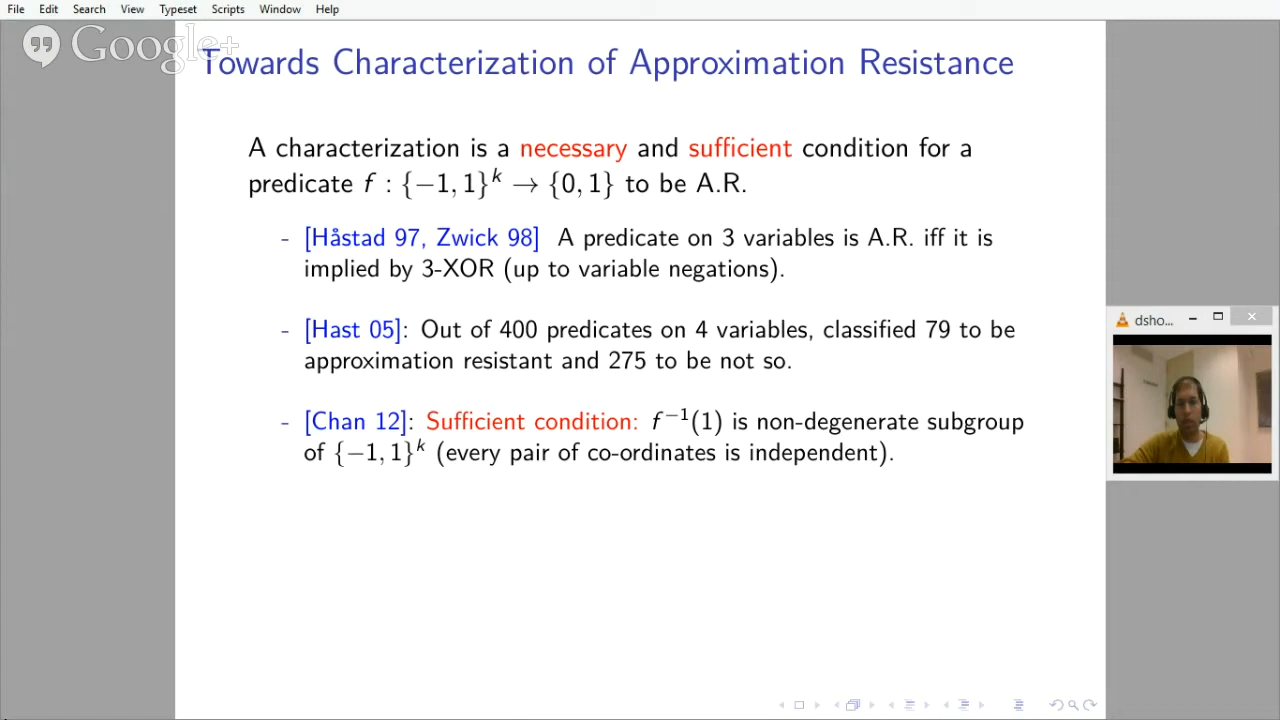 File Edit Search View Typeset Scripts Window Help
Google+
Towards Characterization of Approximation Resistance
A characterization is a necessary and sufficient condition for a
predicate f : {−1, 1}^k → {0, 1} to be A.R.
- [Håstad 97, Zwick 98] A predicate on 3 variables is A.R. iff it is
implied by 3-XOR (up to variable negations).
- [Hast 05]: Out of 400 predicates on 4 variables, classified 79 to be
approximation resistant and 275 to be not so.
- [Chan 12]: Sufficient condition: f^−1(1) is non-degenerate subgroup
of {−1, 1}^k (every pair of co-ordinates is independent).
dsho...